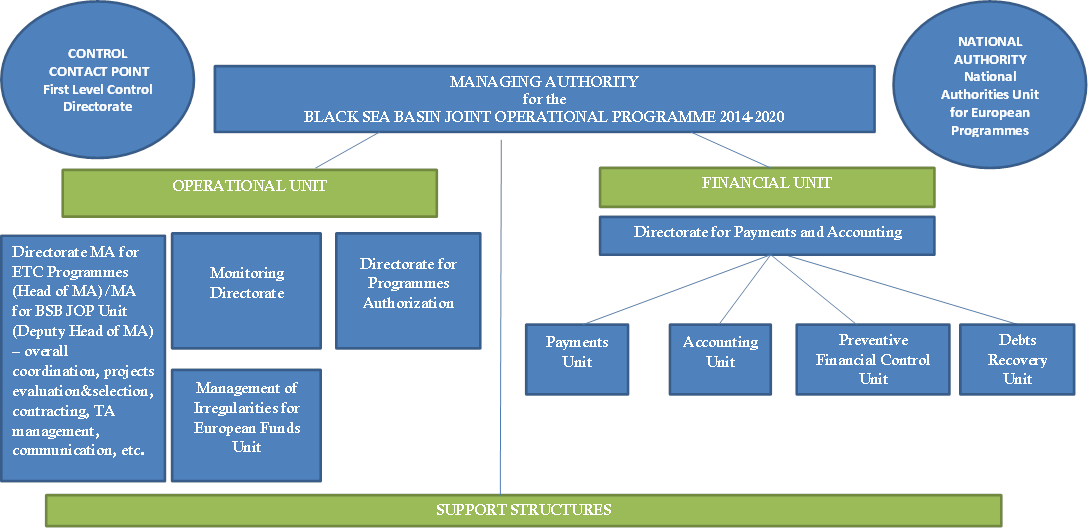 CONTROL
CONTACT POINT
First Level Control
Directorate
MANAGING AUTHORITY
for the
BLACK SEA BASIN JOINT OPERATIONAL PROGRAMME 2014-2020
NATIONAL
AUTHORITY
National
Authorities Unit
for European
Programmes
OPERATIONAL UNIT
FINANCIAL UNIT
Directorate MA for
ETC Programmes
(Head of MA)/MA
for BSB JOP Unit
(Deputy Head of MA)
– overall
coordination, projects
evaluation&selection,
contracting, TA
management,
communication, etc.
Monitoring
Directorate
Directorate for
Programmes
Authorization
Management of
Irregularities for
European Funds
Unit
Directorate for Payments and Accounting
Payments
Unit
Accounting
Unit
Preventive
Financial Control
Unit
Debts
Recovery
Unit
SUPPORT STRUCTURES